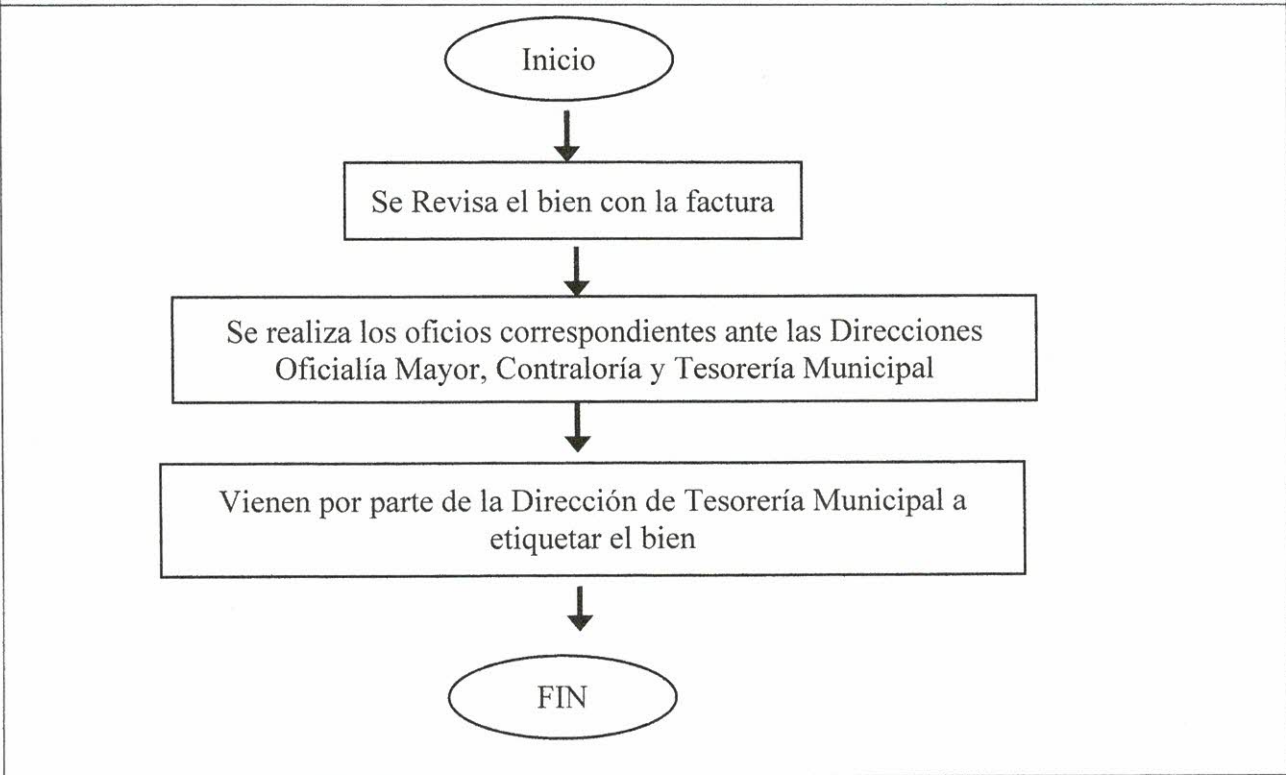 Inicio
Se Revisa el bien con la factura
Se realiza los oficios correspondientes ante las Direcciones
Oficialía Mayor, Contraloría y Tesorería Municipal
Vienen por parte de la Dirección de Tesorería Municipal a
etiquetar el bien
FIN